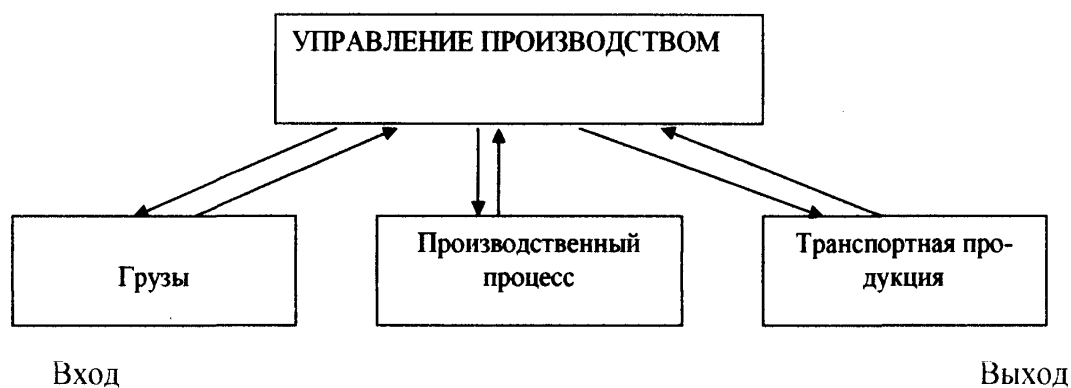 УПРАВЛЕНИЕ ПРОИЗВОДСТВОМ
Грузы
Производственный
процесс
Транспортная про-
дукция
Вход
Выход